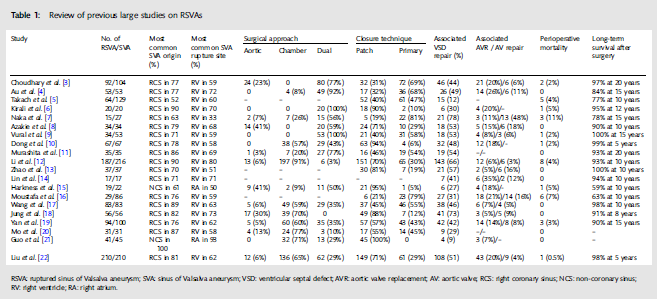 Table 1: Review of previous large studies on RSVAs
Study No. of RSVA/SVA Most common SVA origin (%) Most common SVA rupture site (%) Surgical approach Closure technique Associated VSD repair (%) Associated AVR / AV repair Perioperative mortality Long-term survival after surgery
Aortic Chamber Dual Patch Primary
Choudhary et al. [3] 92/104 RCS in 77 RV in 59 24 (23%) 0 80 (77%) 32 (31%) 72 (69%) 46 (44) 21 (20%)/6 (6%) 2 (2%) 97% at 20 years
Au et al. [4] 53/53 RCS in 77 RV in 72 0 4 (8%) 49 (92%) 17 (32%) 36 (68%) 26 (49) 14 (26%)/6 (11%) 0 84% at 15 years
Takach et al. [5] 64/129 RCS in 52 RV in 60 52 (40%) 61 (47%) 15 (12) –/– 5 (4%) 77% at 10 years
Kirali et al. [6] 20/20 RCS in 90 RV in 70 0 0 20 (100%) 18 (90%) 2 (10%) 6 (30) 4 (20%)/– 1 (5%) 95% at 12 years
Naka et al. [7] 15/27 RCS in 63 RV in 33 2 (7%) 7 (26%) 15 (56%) 5 (19%) 22 (81%) 21 (78) 3 (11%)/13 (48%) 3 (11%) 78% at 15 years
Azakie et al. [8] 34/34 RCS in 79 RV in 68 14 (41%) 0 20 (59%) 24 (71%) 10 (29%) 18 (53) 5 (15%)/6 (18%) 0 90% at 10 years
Vural et al. [9] 34/53 RCS in 71 RV in 59 0 0 53 (100%) 21 (40%) 31 (58%) 18 (53) 4 (8%)/3 (6%) 1 (2%) 100% at 15 years
Dong et al. [10] 67/67 RCS in 78 RV in 58 0 38 (57%) 29 (43%) 63 (94%) 4 (6%) 32 (48) 12 (18%)/– 1 (2%) 99% at 5 years
Murashita et al. [11] 35/35 RCS in 86 RV in 69 1 (3%) 7 (20%) 27 (77%) 16 (46%) 19 (54%) 19 (54) –/– 0 93% at 20 years
Li et al. [12] 187/216 RCS in 90 RV in 80 13 (6%) 197 (91%) 6 (3%) 151 (70%) 65 (30%) 143 (66) 12 (6%)/6 (3%) 8 (4%) 93% at 10 years
Zhao et al. [13] 37/37 RCS in 70 RV in 51 30 (81%) 7 (19%) 21 (57) 2 (5%)/6 (16%) 0 100% at 10 years
Lin et al. [14] 17/17 RCS in 71 RV in 71 7 (41) 6 (35%)/2 (12%) 0 94% at 10 years
Harkness et al. [15] 19/22 NCS in 61 RA in 50 9 (41%) 2 (9%) 11 (50%) 21 (95%) 1 (5%) 6 (27) 4 (18%)/– 1 (5%) 59% at 10 years
Moustafa et al. [16] 29/86 RCS in 76 RV in 59 6 (21%) 23 (79%) 27 (31) 18 (21%)/14 (16%) 6 (7%) 63% at 10 years
Wang et al. [17] 83/83 RCS in 89 RV in 63 5 (6%) 49 (59%) 29 (35%) 37 (45%) 46 (55%) 38 (46) 6 (7%)/4 (5%) 0 98% at 10 years
Jung et al. [18] 56/56 RCS in 82 RV in 73 17 (30%) 39 (70%) 0 49 (88%) 7 (12%) 41 (73) 3 (5%)/5 (9%) 0 91% at 8 years
Yan et al. [19] 94/100 RCS in 76 RV in 62 5 (5%) 60 (60%) 35 (35%) 57 (57%) 43 (43%) 42 (42) 14 (14%)/8 (8%) 3 (3%) 90% at 15 years
Wo et al. [20] 31/31 RCS in 87 RV in 58 4 (13%) 24 (77%) 3 (10%) 17 (55%) 14 (45%) 9 (29) –/– 0 –
Guo et al. [21] 41/45 NCS in 100 RA in 93 0 32 (71%) 13 (29%) 45 (100%) 0 4 (9) 3 (7%)/– 0 –
Liu et al. [22] 210/210 RCS in 81 RV in 62 12 (6%) 136 (65%) 62 (29%) 149 (71%) 61 (29%) 108 (51) 43 (20%)/9 (4%) 1 (0.5%) 98% at 5 years
RSVA: ruptured sinus of Valsalva aneurysm; SVA: sinus of Valsalva aneurysm; VSD: ventricular septal defect; AVR: aortic valve replacement; AV: aortic valve; RCS: right coronary sinus; NCS: non-coronary sinus; RV: right ventricle; RA: right atrium.